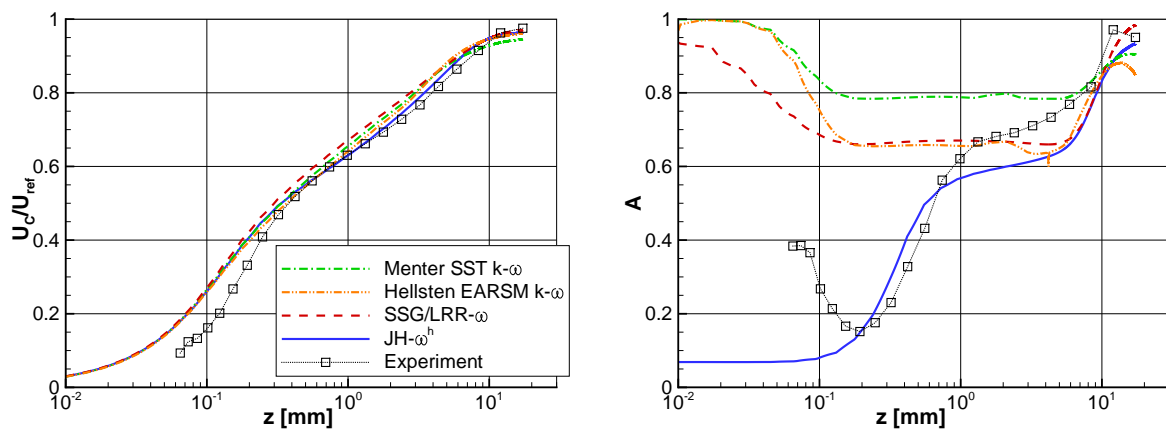 U_C/U_ref
1
0.8
0.6
0.4
0.2
0
10^-2
10^-1
10^0
10^1
z [mm]
Menter SST k-ω
Hellsten EARSM k-ω
SSG/LRR-ω
JH-ω^h
Experiment
A
1
0.8
0.6
0.4
0.2
0
10^-2
10^-1
10^0
10^1
z [mm]